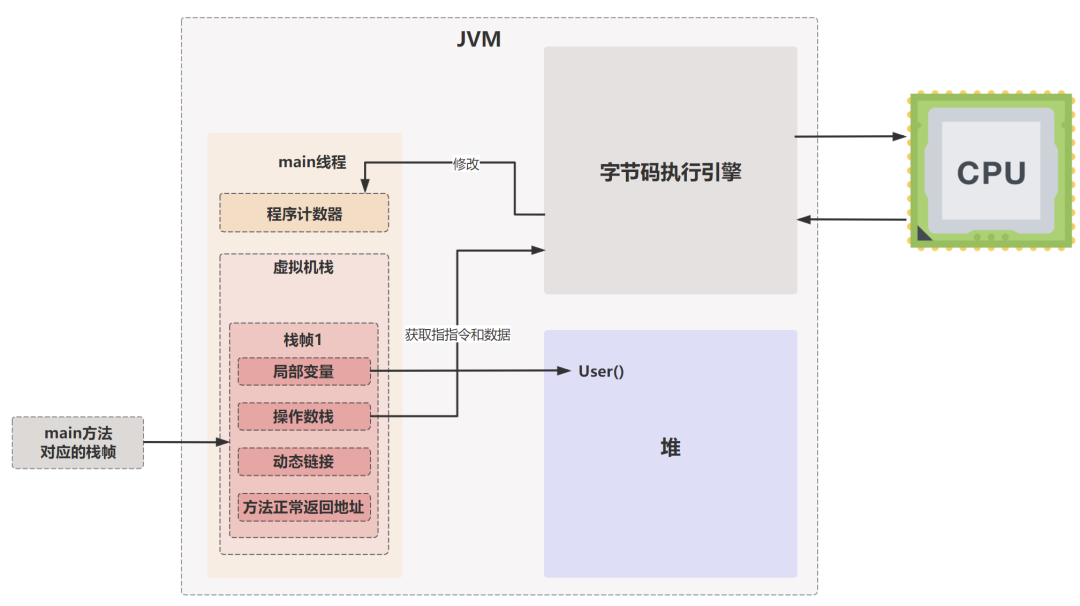 JVM
main线程
修改
程序计数器
字节码执行引擎
CPU
虚拟机栈
栈帧1
获取指指令和数据
局部变量
User()
操作数栈
main方法
对应的栈帧
动态链接
堆
方法正常返回地址